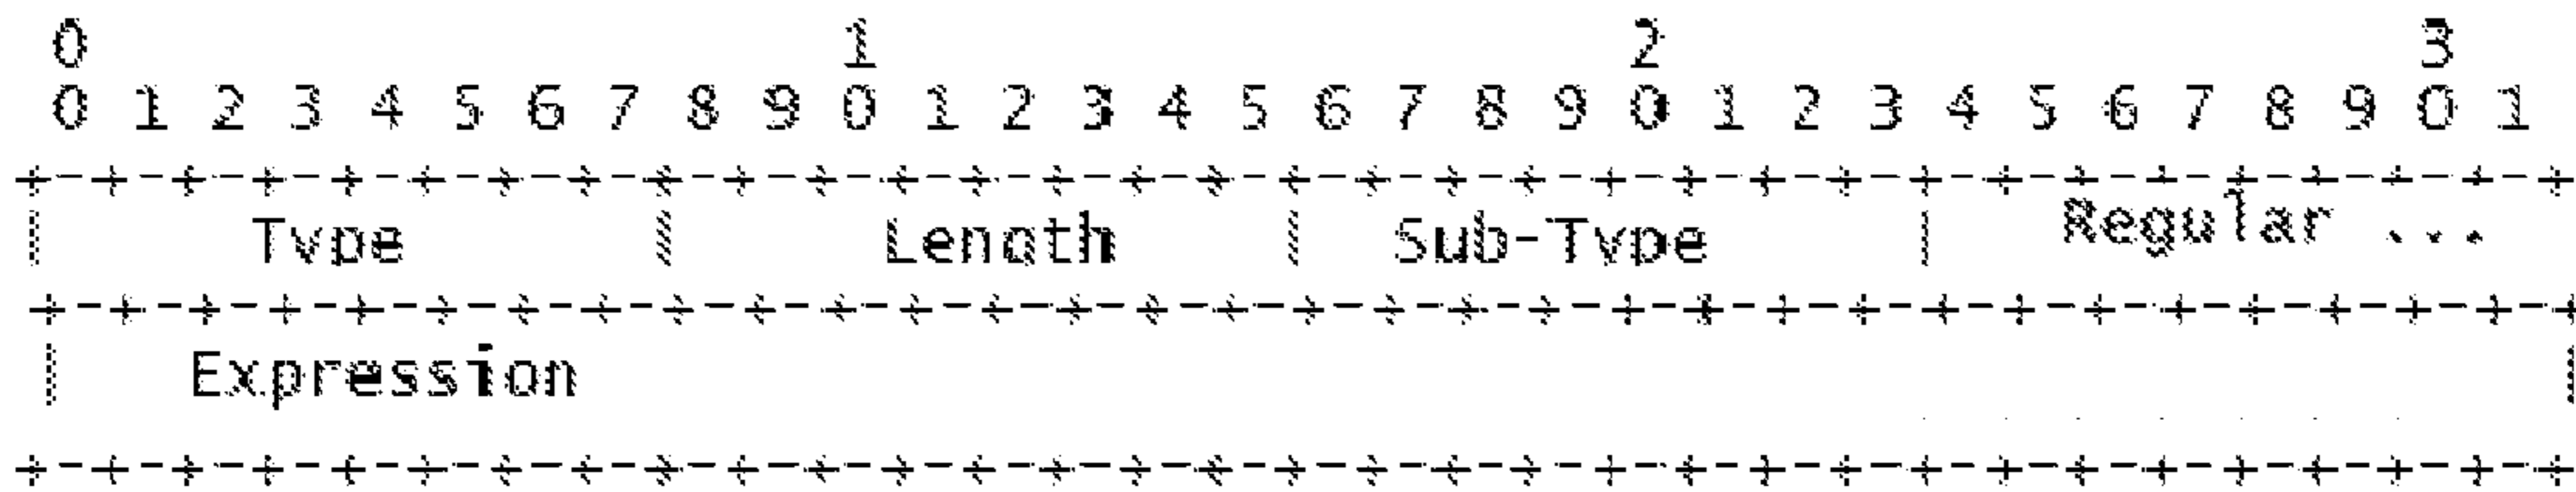 0                   1                   2                   3
0 1 2 3 4 5 6 7 8 9 0 1 2 3 4 5 6 7 8 9 0 1 2 3 4 5 6 7 8 9 0 1
+-+-+-+-+-+-+-+-+-+-+-+-+-+-+-+-+-+-+-+-+-+-+-+-+-+-+-+-+-+-+-+-+
|     Type      |     Length    |  Sub-Type     |   Regular ...
+-+-+-+-+-+-+-+-+-+-+-+-+-+-+-+-+-+-+-+-+-+-+-+-+-+-+-+-+-+-+-+-+
|   Expression                                                  |
+-+-+-+-+-+-+-+-+-+-+-+-+-+-+-+-+-+-+-+-+-+-+-+-+-+-+-+-+-+-+-+-+